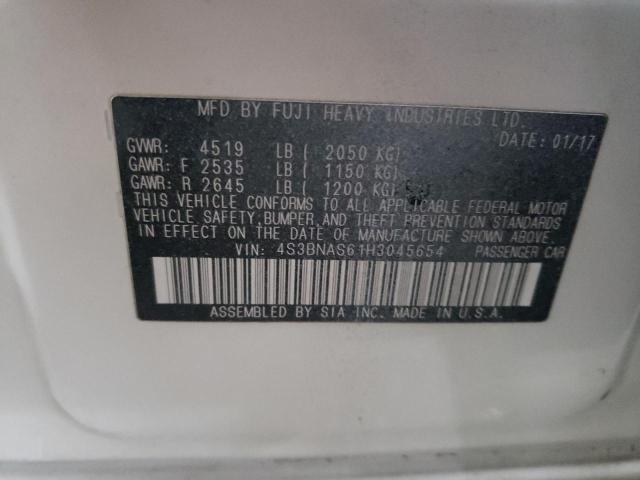 MFD BY FUJI HEAVY INDUSTRIES LTD.
DATE: 01/17
GVWR: 4519 LB ( 2050 KG)
GAWR: F 2535 LB ( 1150 KG)
GAWR: R 2645 LB ( 1200 KG)
THIS VEHICLE CONFORMS TO ALL APPLICABLE FEDERAL MOTOR
VEHICLE SAFETY, BUMPER, AND THEFT PREVENTION STANDARDS
IN EFFECT ON THE DATE OF MANUFACTURE SHOWN ABOVE.
VIN: 4S3BNAS61H3045654 PASSENGER CAR
ASSEMBLED BY SIA INC. MADE IN U.S.A.